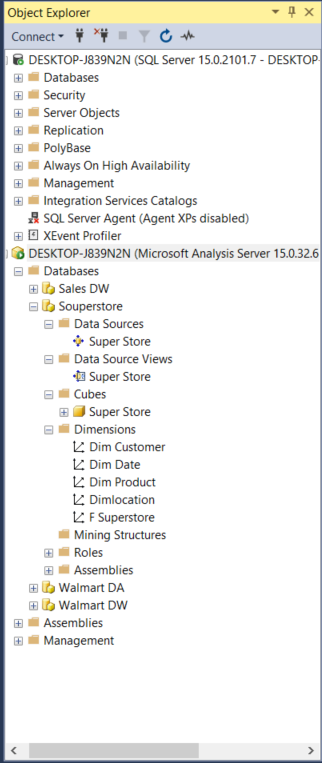 Object Explorer
Connect
DESKTOP-J839N2N (SQL Server 15.0.2101.7 - DESKTOP-
Databases
Security
Server Objects
Replication
PolyBase
Always On High Availability
Management
Integration Services Catalogs
SQL Server Agent (Agent XPs disabled)
XEvent Profiler
DESKTOP-J839N2N (Microsoft Analysis Server 15.0.32.6
Databases
Sales DW
Souperstore
Data Sources
Super Store
Data Source Views
Super Store
Cubes
Super Store
Dimensions
Dim Customer
Dim Date
Dim Product
Dimlocation
F Superstore
Mining Structures
Roles
Assemblies
Walmart DA
Walmart DW
Assemblies
Management